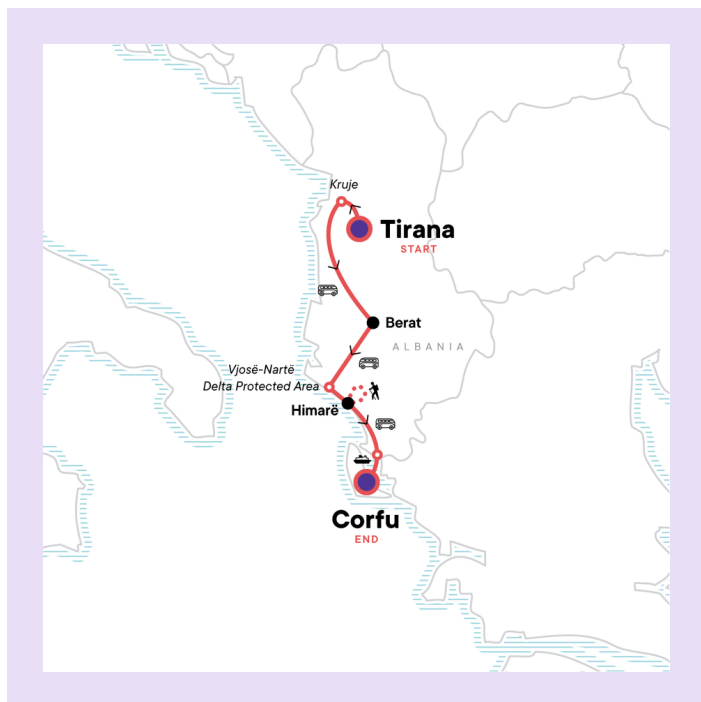 Kruje
Tirana
START
Berat
ALBANIA
Vjosë-Nartë
Delta Protected Area
Himarë
Corfu
END